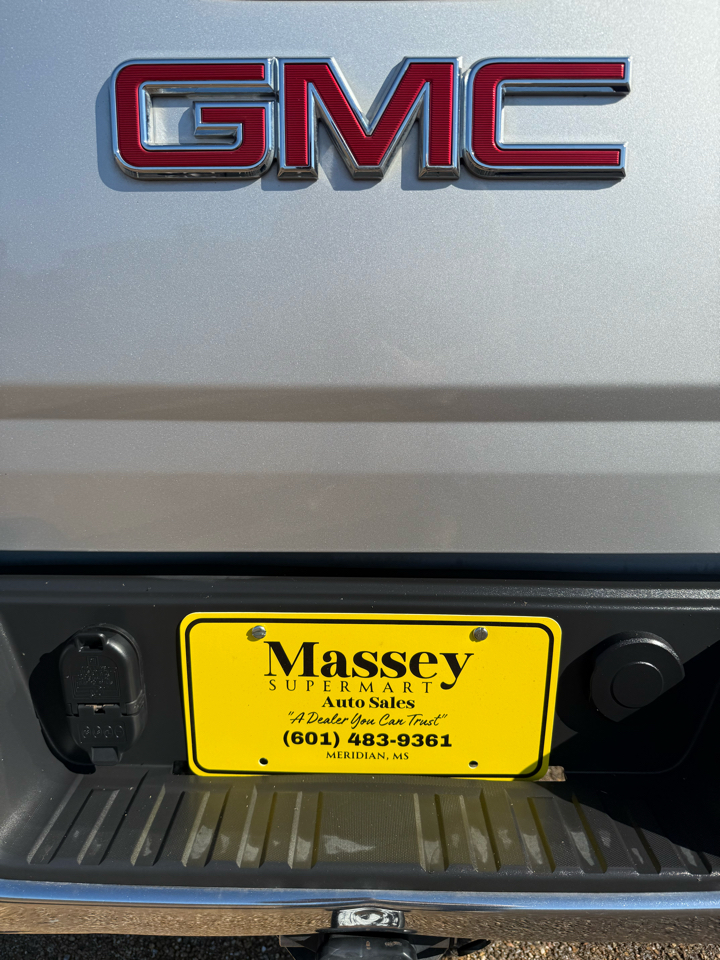 GMC
Massey
SUPERMART
Auto Sales
"A Dealer You Can Trust"
(601) 483-9361
MERIDIAN, MS